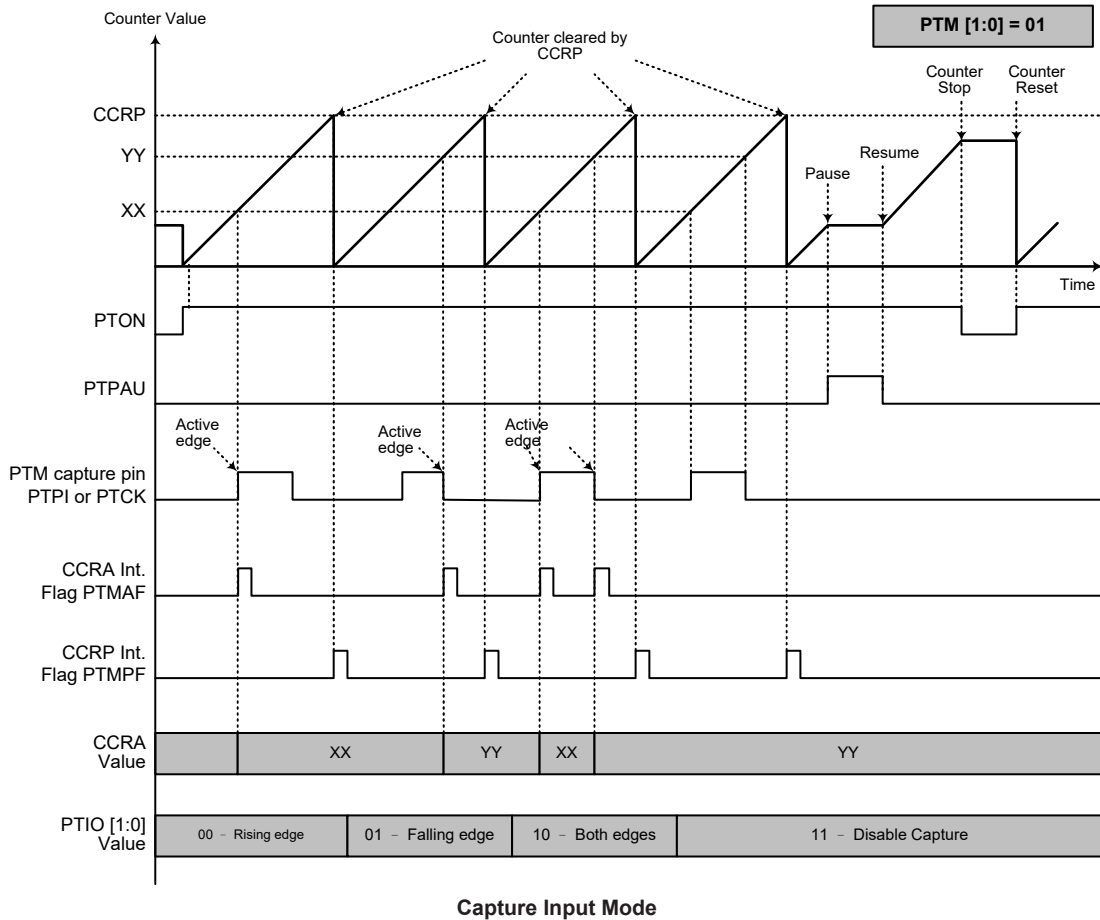 Counter Value
PTM [1:0] = 01
Counter cleared by
CCRP
Counter
Stop
Counter
Reset
CCRP
YY
XX
Pause
Resume
Time
PTON
PTPAU
Active
edge
Active
edge
Active
edge
PTM capture pin
PTPI or PTCK
CCRA Int.
Flag PTMAF
CCRP Int.
Flag PTMPF
CCRA
Value
XX
YY
XX
YY
PTIO [1:0]
Value
00 – Rising edge
01 – Falling edge
10 – Both edges
11 – Disable Capture
Capture Input Mode